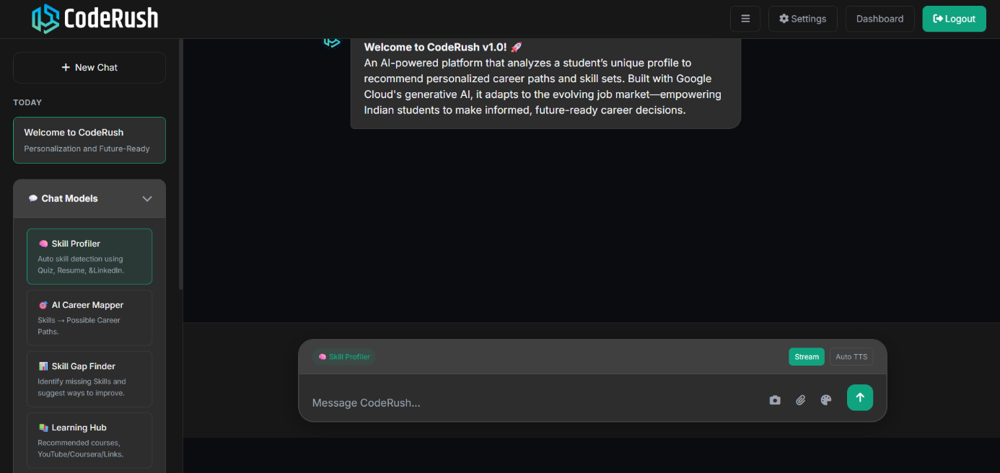 CodeRush
Settings
Dashboard
Logout
+ New Chat
TODAY
Welcome to CodeRush
Personalization and Future-Ready
💬 Chat Models
🧠 Skill Profiler
Auto skill detection using
Quiz, Resume, &LinkedIn.
🎯 AI Career Mapper
Skills → Possible Career
Paths.
📊 Skill Gap Finder
Identify missing Skills and
suggest ways to improve.
📚 Learning Hub
Recommended courses,
YouTube/Coursera/Links.
Welcome to CodeRush v1.0! 🚀
An AI-powered platform that analyzes a student’s unique profile to
recommend personalized career paths and skill sets. Built with Google
Cloud's generative AI, it adapts to the evolving job market—empowering
Indian students to make informed, future-ready career decisions.
🧠 Skill Profiler
Stream
Auto TTS
Message CodeRush...